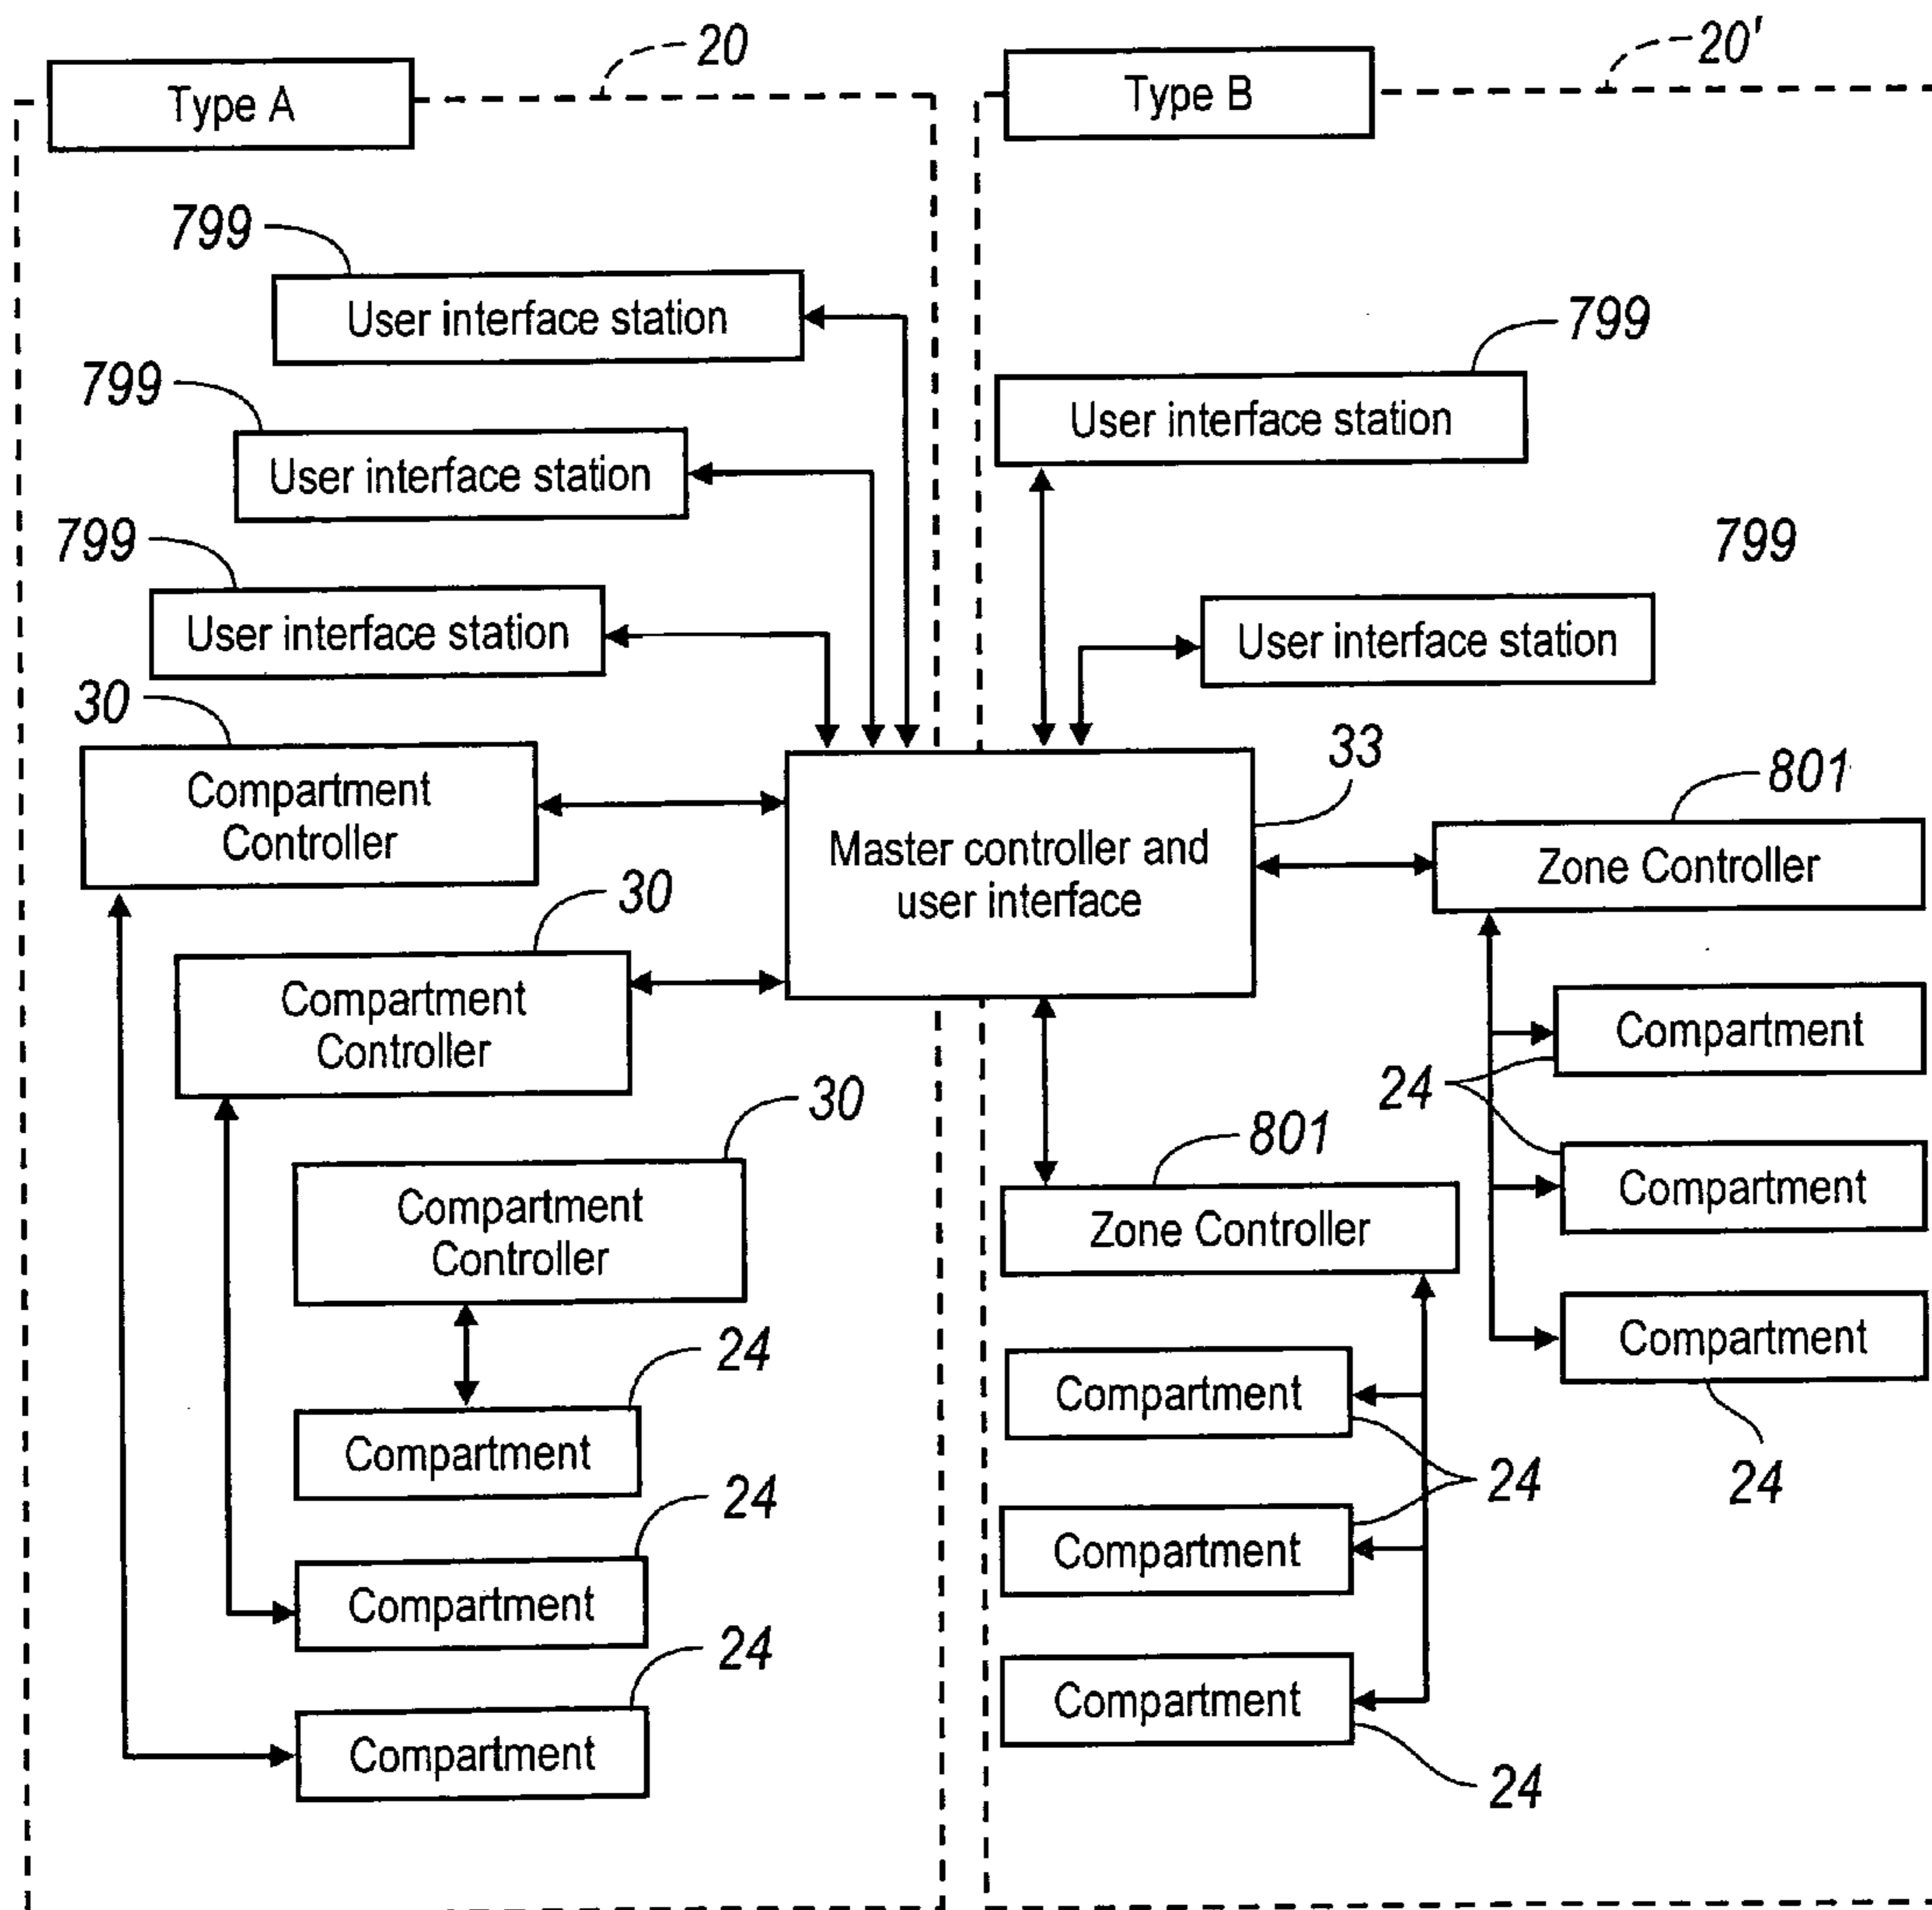 20
20'
Type A
Type B
799
User interface station
799
User interface station
799
User interface station
799
User interface station
799
User interface station
30
Compartment
Controller
33
Master controller and
user interface
801
Zone Controller
30
Compartment
Controller
Compartment
24
Compartment
Compartment
24
30
Compartment
Controller
801
Zone Controller
24
Compartment
24
Compartment
24
Compartment
Compartment
24
Compartment
Compartment
24